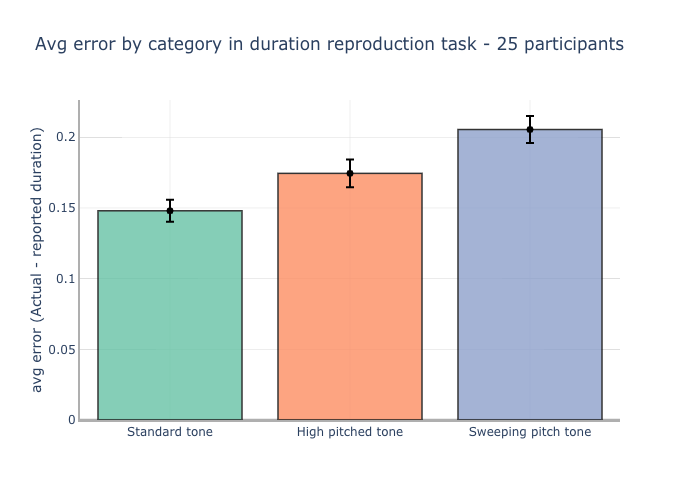 Avg error by category in duration reproduction task - 25 participants
avg error (Actual - reported duration)
0.2
0.15
0.1
0.05
0
Standard tone
High pitched tone
Sweeping pitch tone